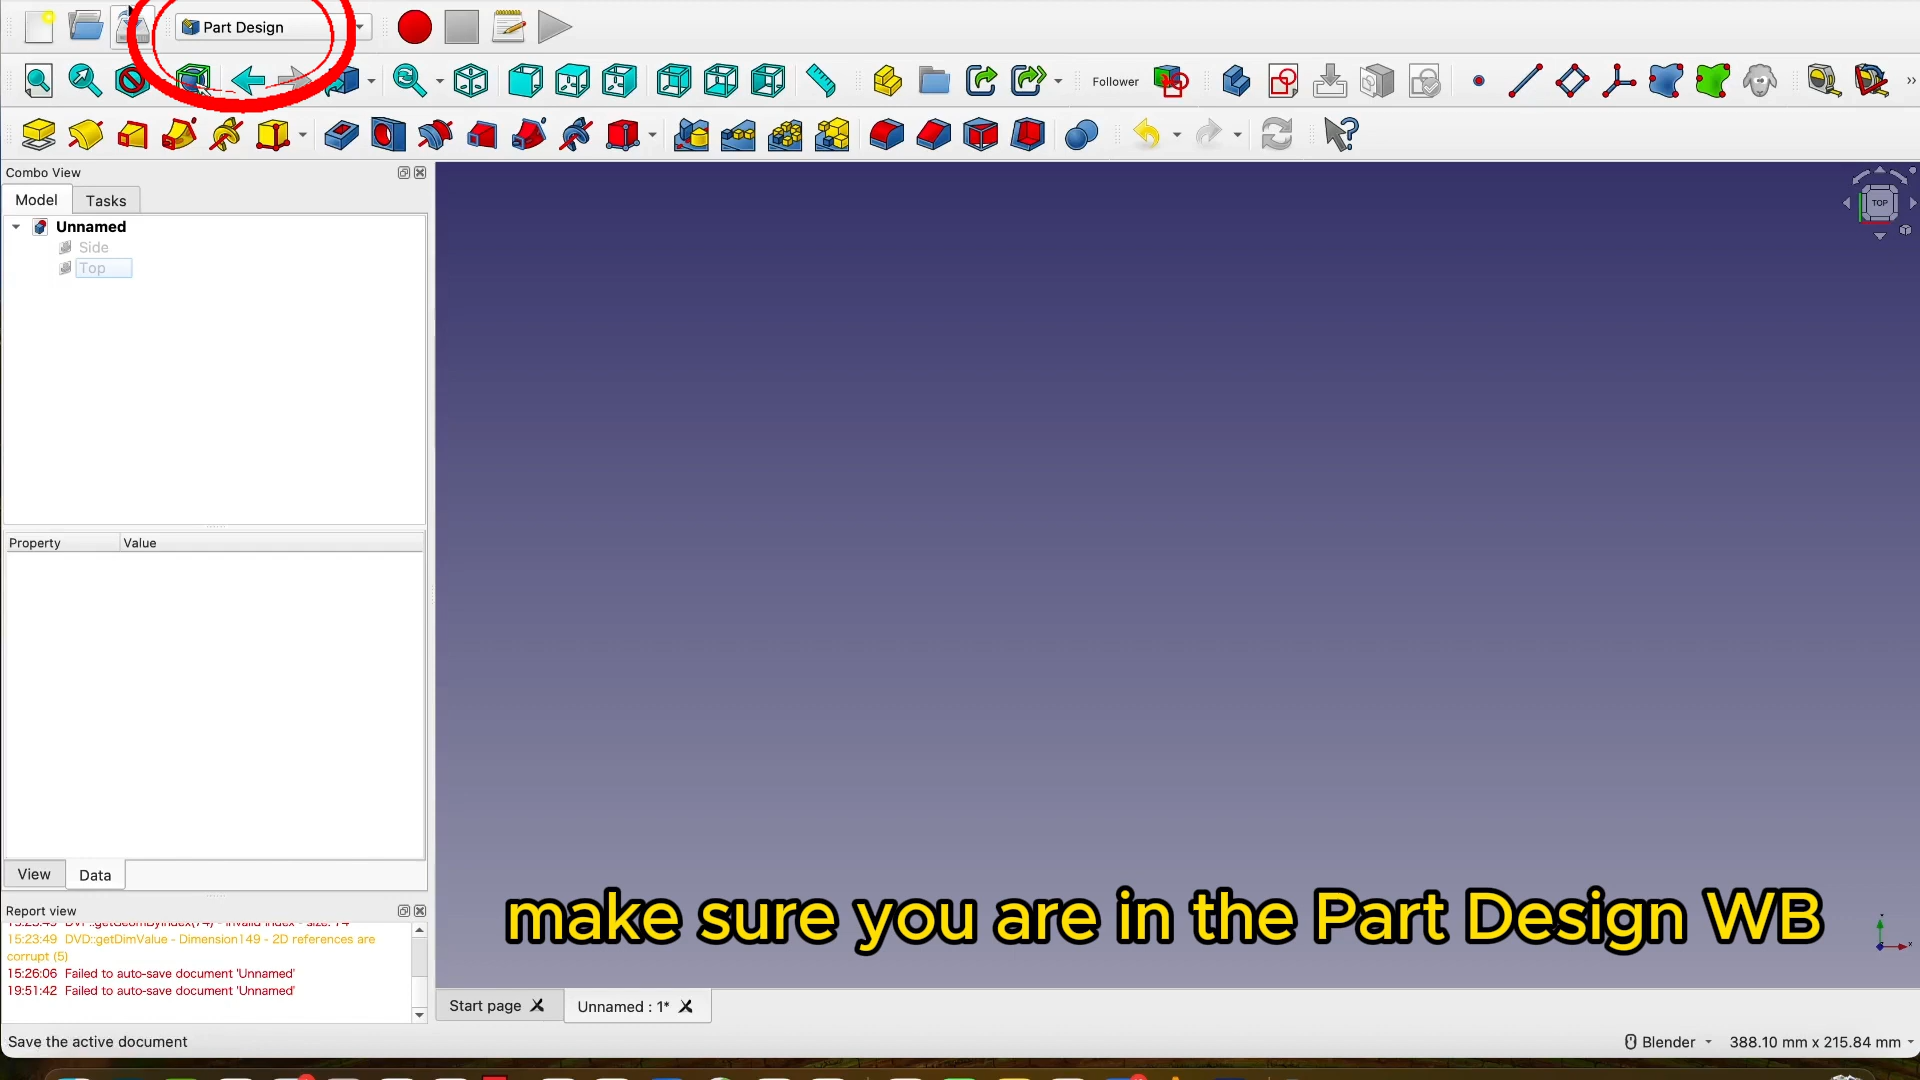 Part Design
Follower
»
Combo View
Model
Tasks
Unnamed
Side
Top
TOP
Property
Value
View
Data
Report view
15:23:49 DVD::getDimValue - Dimension149 - 2D references are
corrupt (5)
15:26:06 Failed to auto-save document 'Unnamed'
19:51:42 Failed to auto-save document 'Unnamed'
make sure you are in the Part Design WB
Start page
Unnamed : 1*
Save the active document
Blender
388.10 mm x 215.84 mm